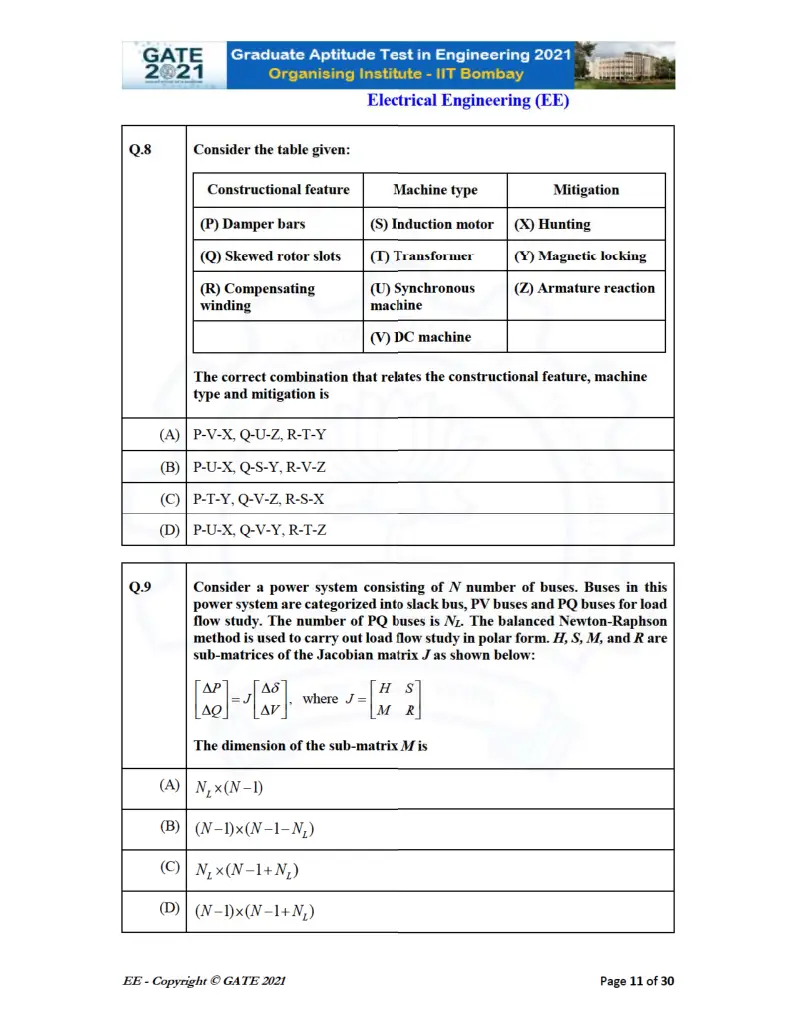 GATE
2021
Graduate Aptitude Test in Engineering 2021
Organising Institute - IIT Bombay
Electrical Engineering (EE)
Q.8 Consider the table given:
Constructional feature Machine type Mitigation
(P) Damper bars (S) Induction motor (X) Hunting
(Q) Skewed rotor slots (T) Transformer (Y) Magnetic locking
(R) Compensating (U) Synchronous (Z) Armature reaction
winding machine
(V) DC machine
The correct combination that relates the constructional feature, machine
type and mitigation is
(A) P-V-X, Q-U-Z, R-T-Y
(B) P-U-X, Q-S-Y, R-V-Z
(C) P-T-Y, Q-V-Z, R-S-X
(D) P-U-X, Q-V-Y, R-T-Z
Q.9 Consider a power system consisting of N number of buses. Buses in this
power system are categorized into slack bus, PV buses and PQ buses for load
flow study. The number of PQ buses is N_L. The balanced Newton-Raphson
method is used to carry out load flow study in polar form. H, S, M, and R are
sub-matrices of the Jacobian matrix J as shown below:
[ΔP ΔQ] = J [Δδ ΔV], where J = [H S M R]
The dimension of the sub-matrix M is
(A) N_L × (N − 1)
(B) (N − 1) × (N − 1 − N_L)
(C) N_L × (N − 1 + N_L)
(D) (N − 1) × (N − 1 + N_L)
EE - Copyright © GATE 2021 Page 11 of 30